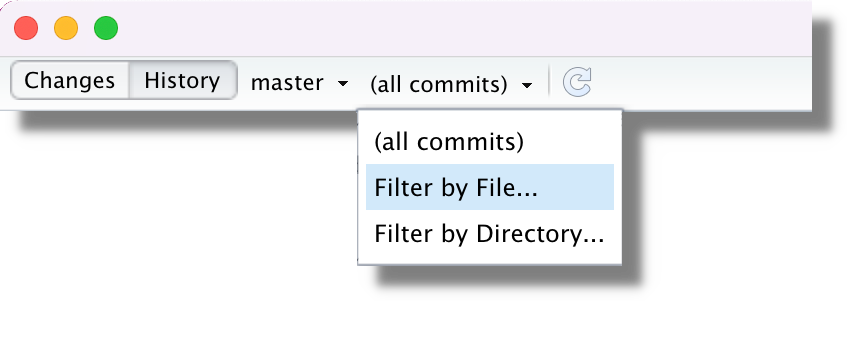 Changes History master (all commits)
(all commits)
Filter by File...
Filter by Directory...